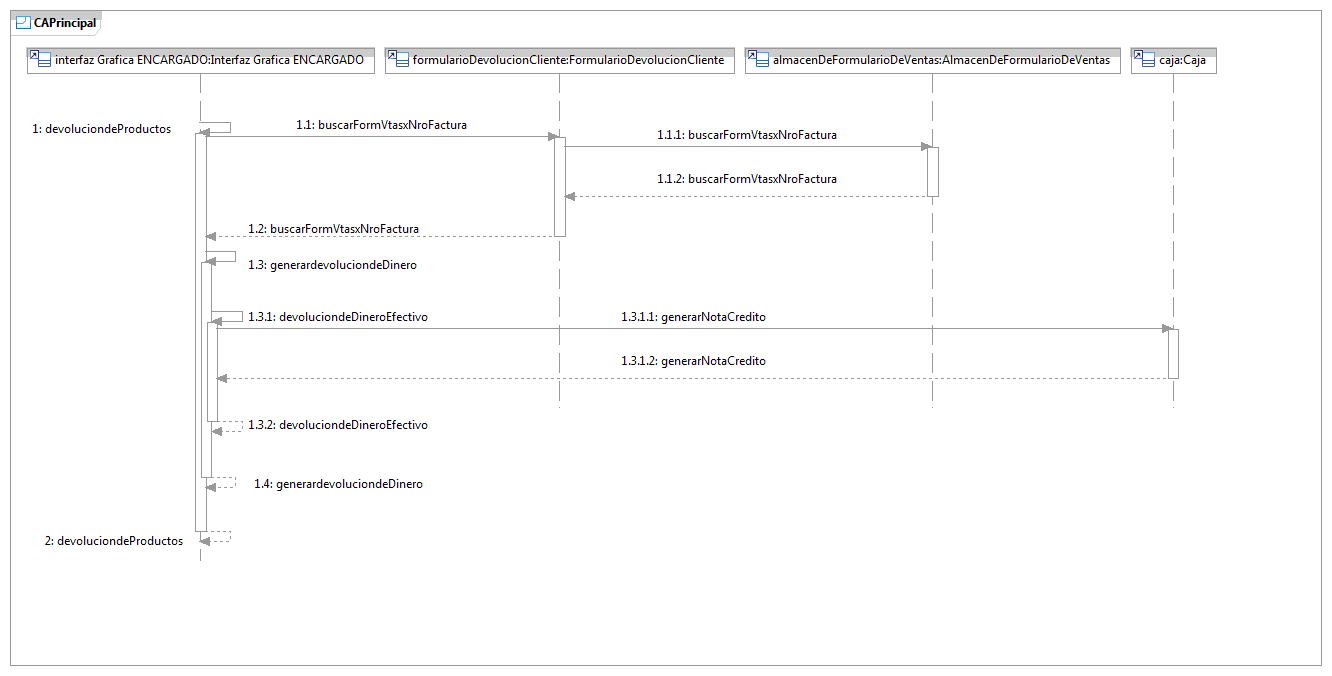 CAPrincipal
interfaz Grafica ENCARGADO:Interfaz Grafica ENCARGADO
formularioDevolucionCliente:FormularioDevolucionCliente
almacenDeFormularioDeVentas:AlmacenDeFormularioDeVentas
caja:Caja
1: devoluciondeProductos
1.1: buscarFormVtasxNroFactura
1.1.1: buscarFormVtasxNroFactura
1.1.2: buscarFormVtasxNroFactura
1.2: buscarFormVtasxNroFactura
1.3: generardevoluciondeDinero
1.3.1: devoluciondeDineroEfectivo
1.3.1.1: generarNotaCredito
1.3.1.2: generarNotaCredito
1.3.2: devoluciondeDineroEfectivo
1.4: generardevoluciondeDinero
2: devoluciondeProductos